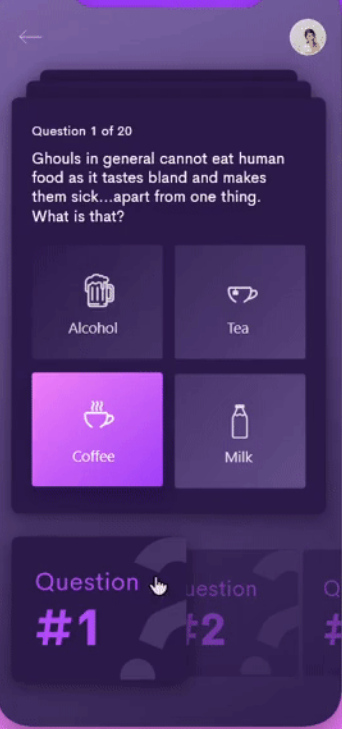 Question 1 of 20
Ghouls in general cannot eat human
food as it tastes bland and makes
them sick...apart from one thing.
What is that?
Alcohol
Tea
Coffee
Milk
Question
#1
uestion
#2
Q
#